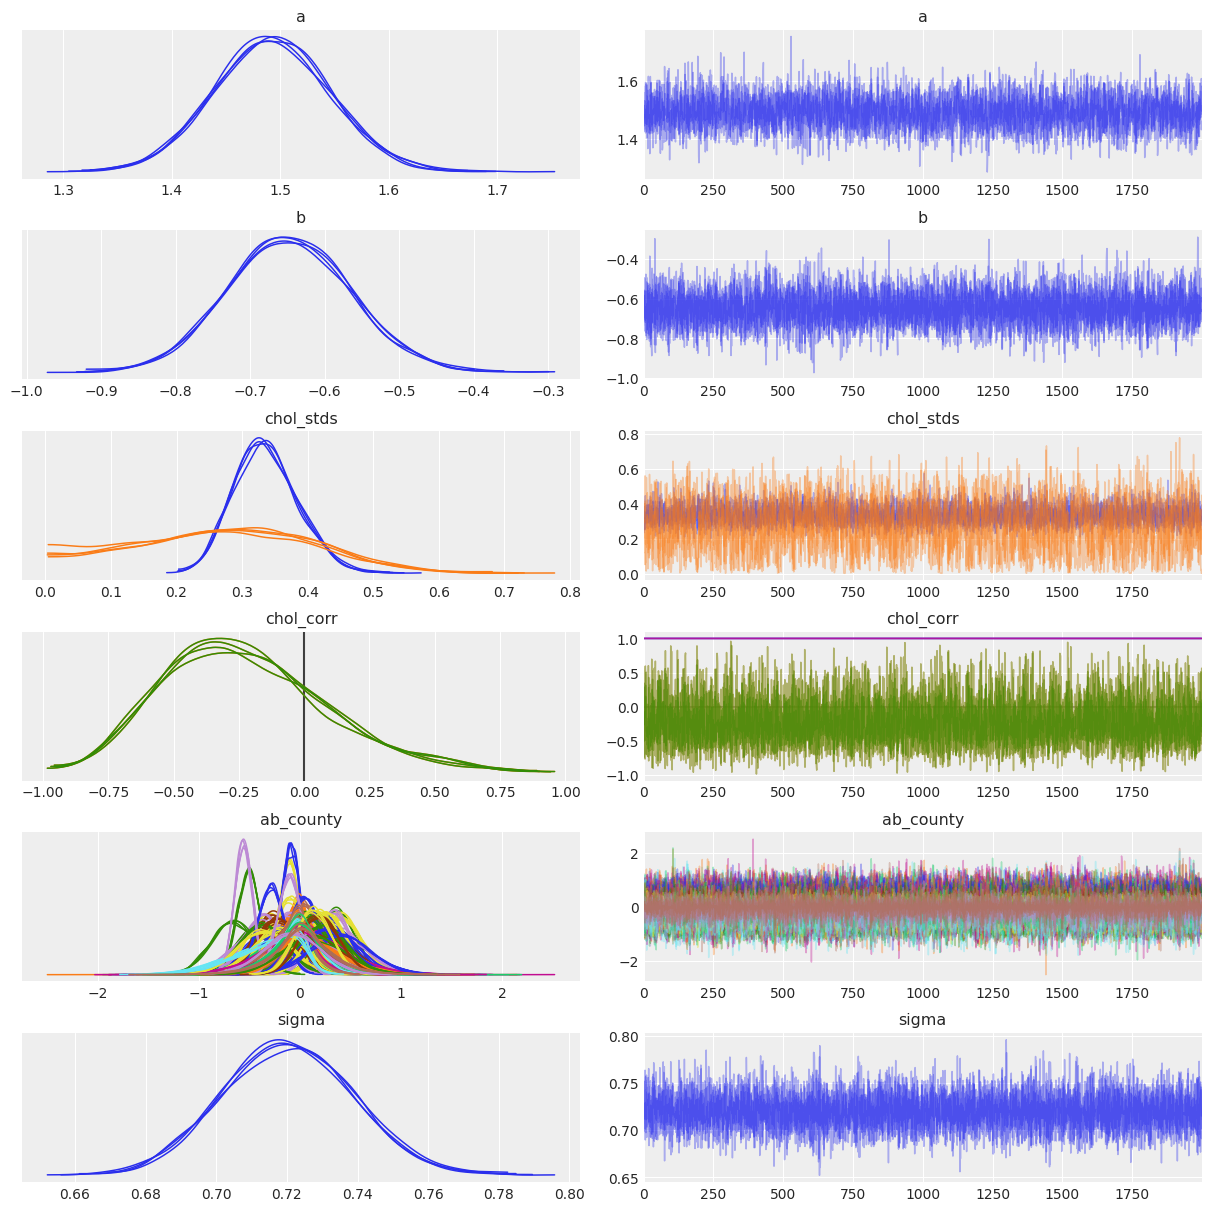 a a
1.6
1.4
1.3 1.4 1.5 1.6 1.7 0 250 500 750 1000 1250 1500 1750
b b
−0.4
−0.6
−0.8
−1.0
−1.0 −0.9 −0.8 −0.7 −0.6 −0.5 −0.4 −0.3 0 250 500 750 1000 1250 1500 1750
chol_stds chol_stds
0.8
0.6
0.4
0.2
0.0
0.0 0.1 0.2 0.3 0.4 0.5 0.6 0.7 0.8 0 250 500 750 1000 1250 1500 1750
chol_corr chol_corr
1.0
0.5
0.0
−0.5
−1.0
−1.00 −0.75 −0.50 −0.25 0.00 0.25 0.50 0.75 1.00 0 250 500 750 1000 1250 1500 1750
ab_county ab_county
2
0
−2
−2 −1 0 1 2 0 250 500 750 1000 1250 1500 1750
sigma sigma
0.80
0.75
0.70
0.65
0.66 0.68 0.70 0.72 0.74 0.76 0.78 0.80 0 250 500 750 1000 1250 1500 1750